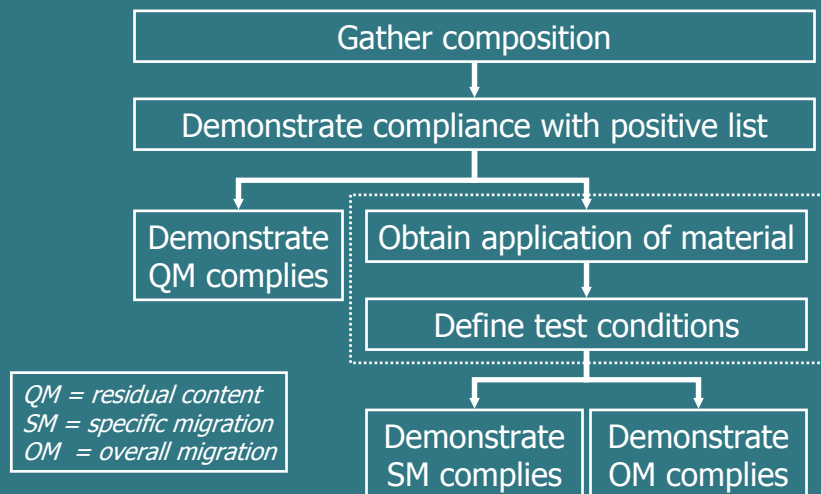 Gather composition
Demonstrate compliance with positive list
Demonstrate
QM complies
Obtain application of material
Define test conditions
QM = residual content
SM = specific migration
OM = overall migration
Demonstrate
SM complies
Demonstrate
OM complies